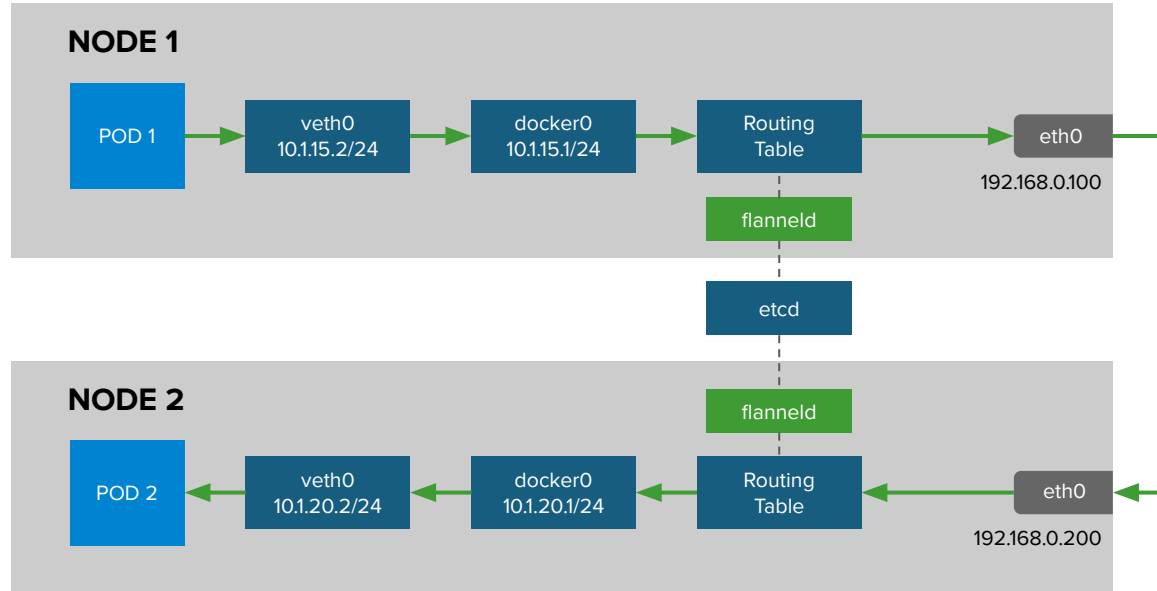 NODE 1
POD 1
veth0
10.1.15.2/24
docker0
10.1.15.1/24
Routing
Table
eth0
192.168.0.100
flanneld
etcd
NODE 2
flanneld
POD 2
veth0
10.1.20.2/24
docker0
10.1.20.1/24
Routing
Table
eth0
192.168.0.200